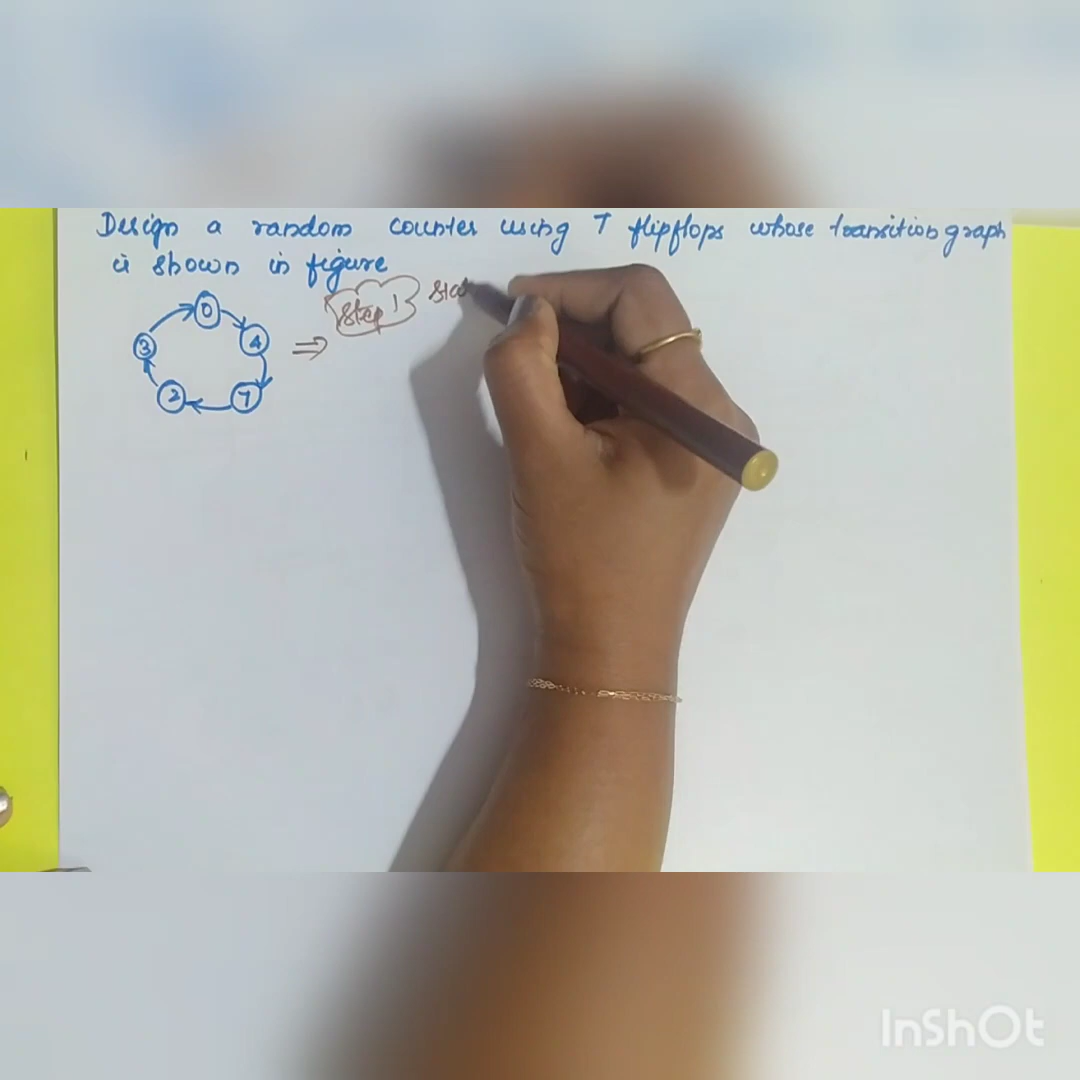 Design a random counter using T flipflops whose transition graph
is shown in figure
Step 1
0
3
4
⇒
2
7
InShOt